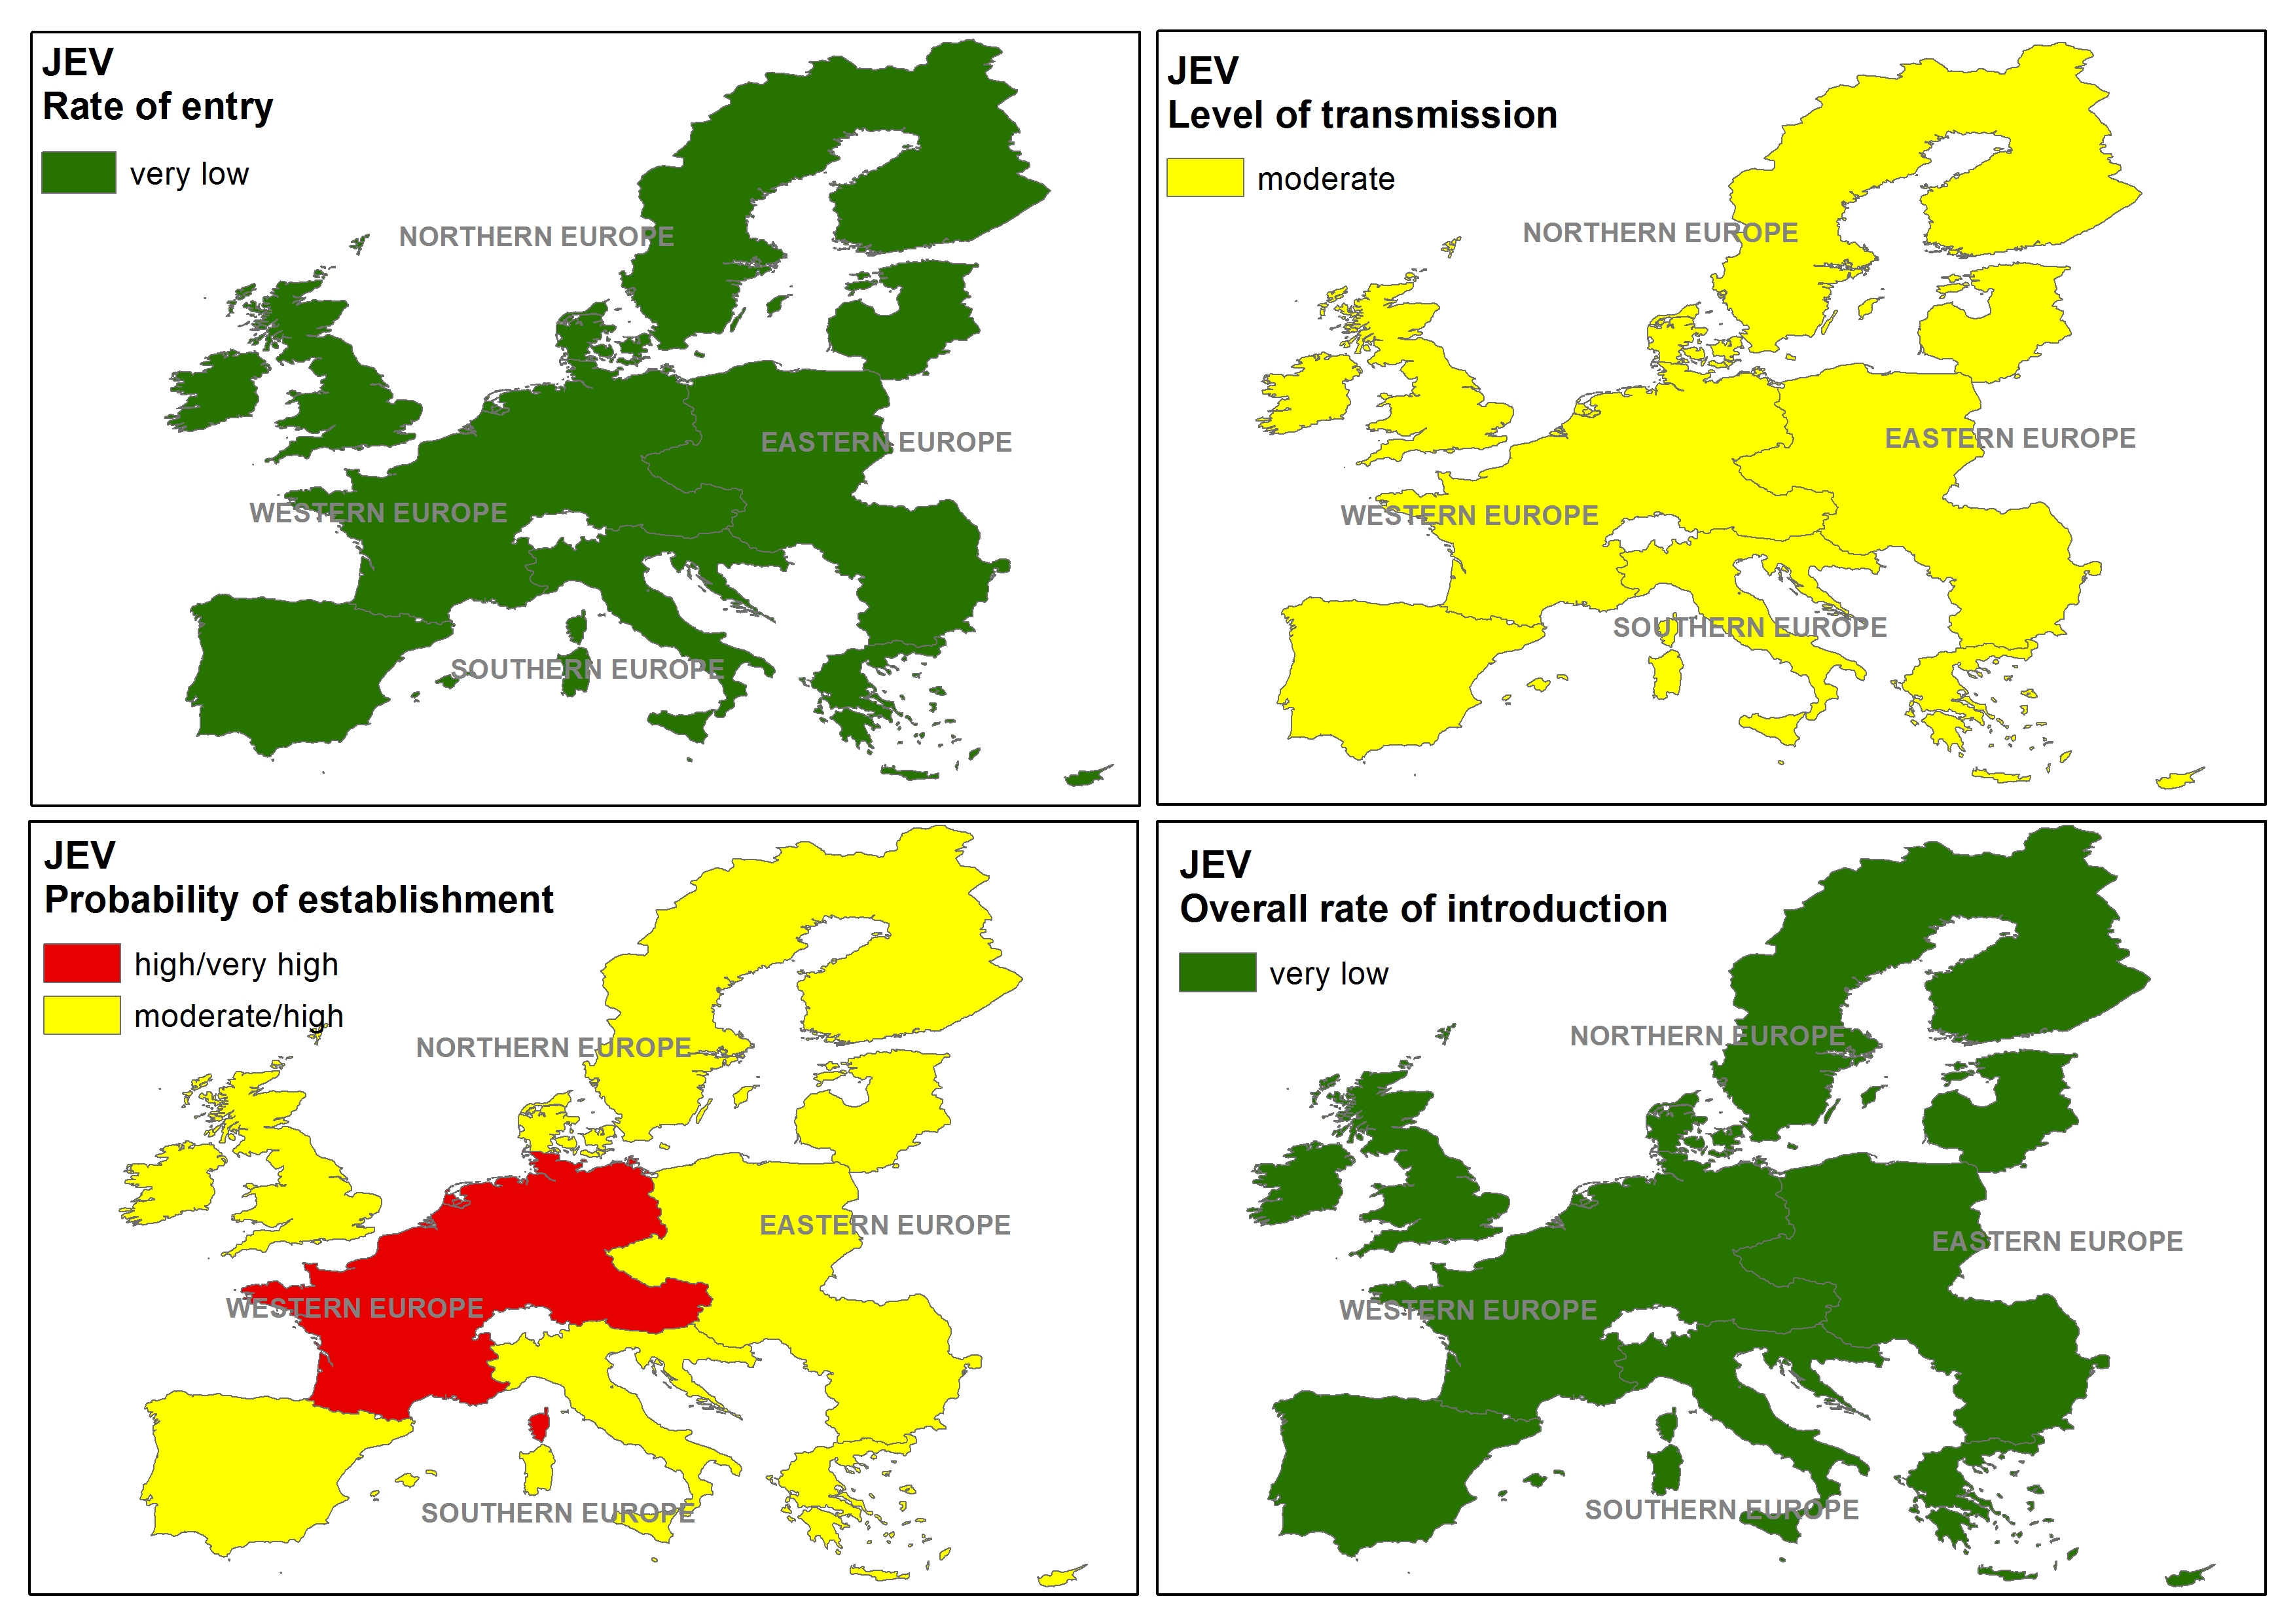 JEV
Rate of entry
very low
NORTHERN EUROPE
EASTERN EUROPE
WESTERN EUROPE
SOUTHERN EUROPE
JEV
Level of transmission
moderate
NORTHERN EUROPE
EASTERN EUROPE
WESTERN EUROPE
SOUTHERN EUROPE
JEV
Probability of establishment
high/very high
moderate/high
NORTHERN EUROPE
EASTERN EUROPE
WESTERN EUROPE
SOUTHERN EUROPE
JEV
Overall rate of introduction
very low
NORTHERN EUROPE
EASTERN EUROPE
WESTERN EUROPE
SOUTHERN EUROPE